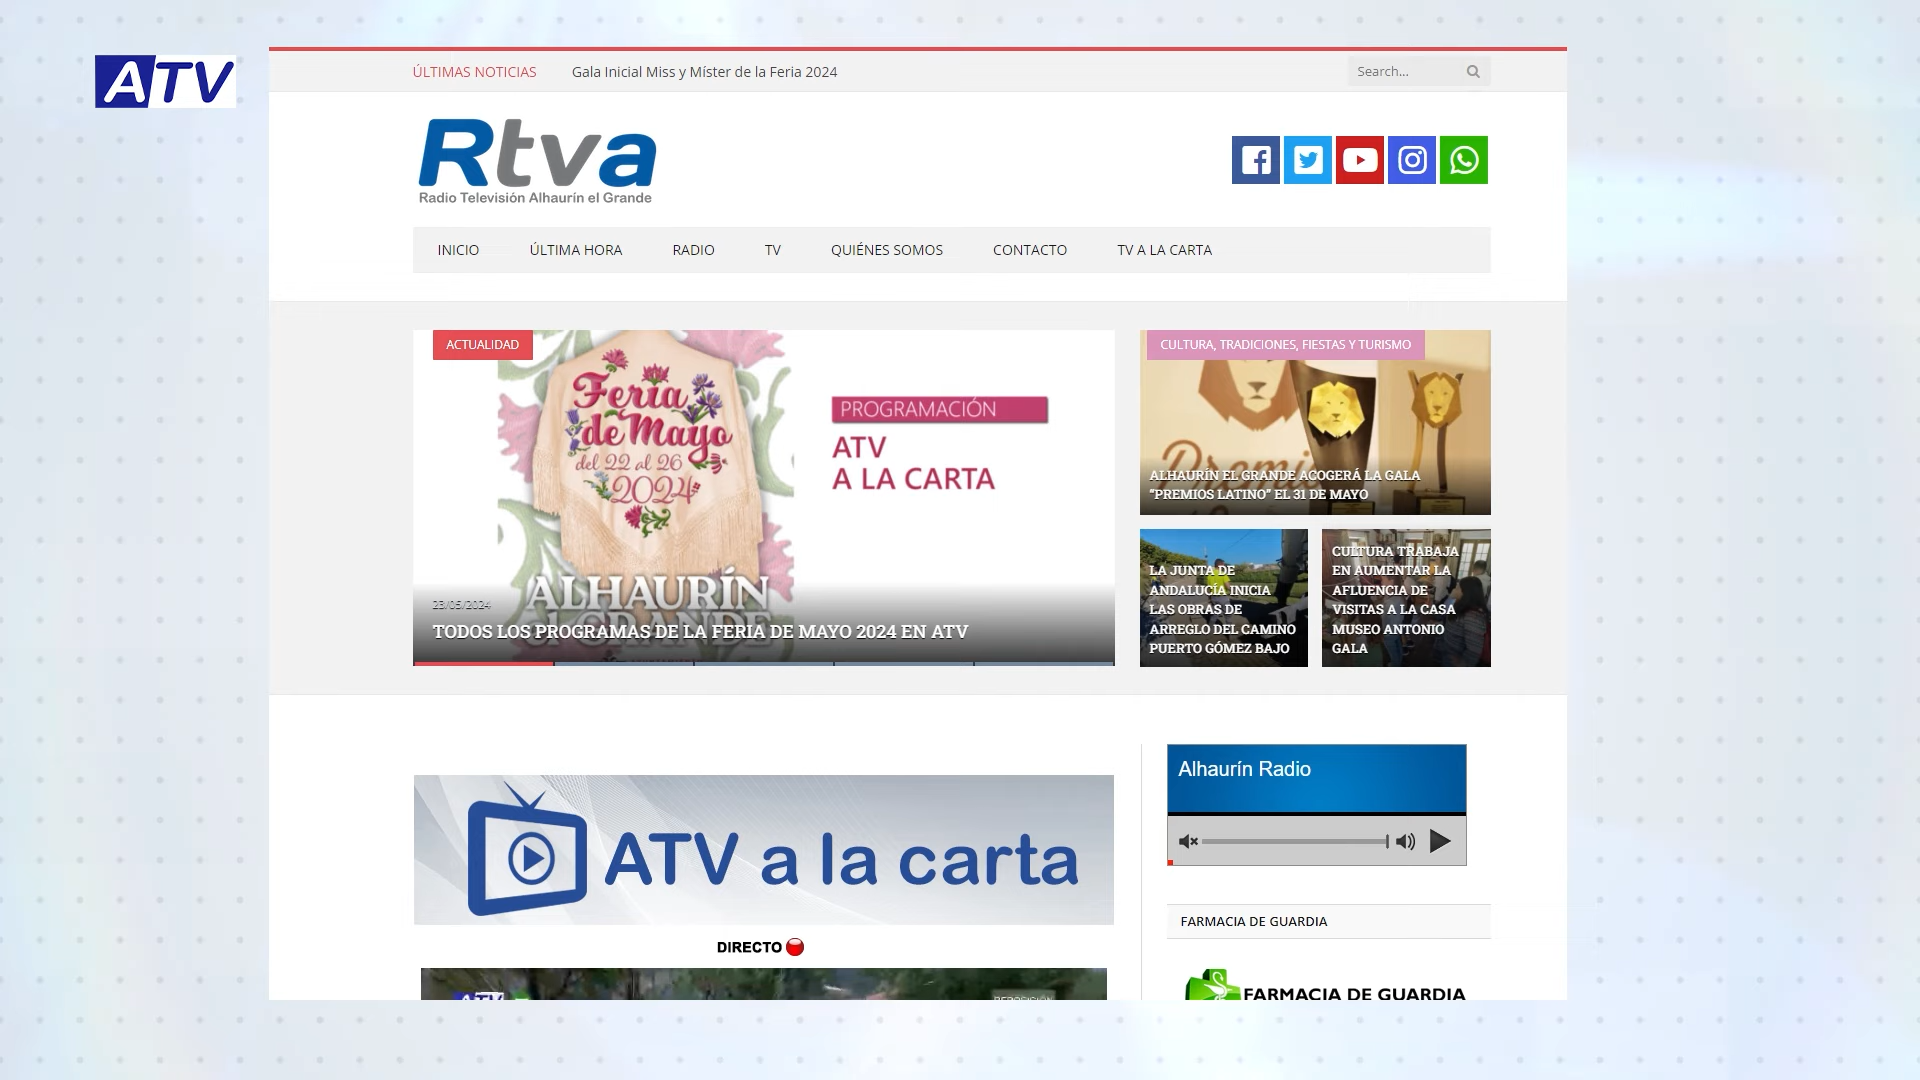 ATV
ÚLTIMAS NOTICIAS
Gala Inicial Miss y Míster de la Feria 2024
Search...
Rtva
Radio Televisión Alhaurín el Grande
INICIO
ÚLTIMA HORA
RADIO
TV
QUIÉNES SOMOS
CONTACTO
TV A LA CARTA
ACTUALIDAD
Feria
de Mayo
del 22 al 26
2024
ALHAURÍN
el GRANDE
PROGRAMACIÓN
ATV
A LA CARTA
23/05/2024
TODOS LOS PROGRAMAS DE LA FERIA DE MAYO 2024 EN ATV
CULTURA, TRADICIONES, FIESTAS Y TURISMO
ALHAURÍN EL GRANDE ACOGERÁ LA GALA
"PREMIOS LATINO" EL 31 DE MAYO
LA JUNTA DE
ANDALUCÍA INICIA
LAS OBRAS DE
ARREGLO DEL CAMINO
PUERTO GÓMEZ BAJO
CULTURA TRABAJA
EN AUMENTAR LA
AFLUENCIA DE
VISITAS A LA CASA
MUSEO ANTONIO
GALA
ATV a la carta
DIRECTO
ATV
REPOSICIÓN
Alhaurín Radio
FARMACIA DE GUARDIA
FARMACIA DE GUARDIA